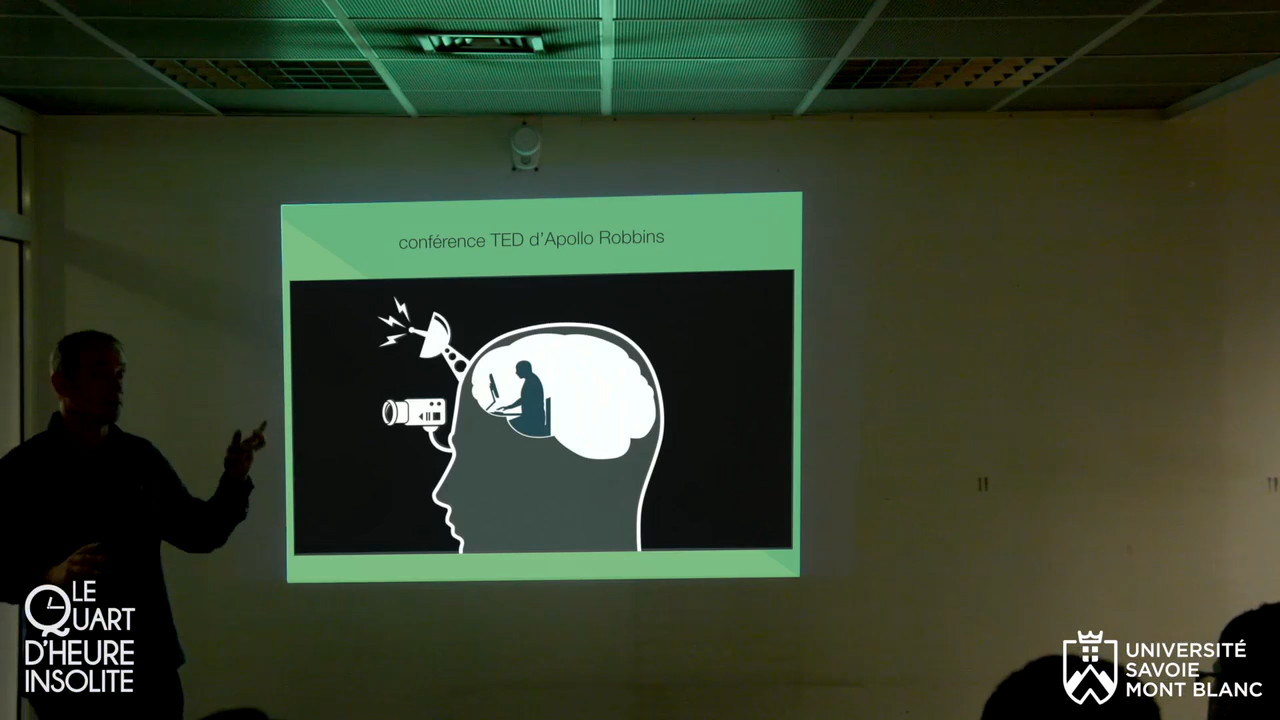 conférence TED d'Apollo Robbins
LE
QUART
D'HEURE
INSOLITE
UNIVERSITÉ
SAVOIE
MONT BLANC